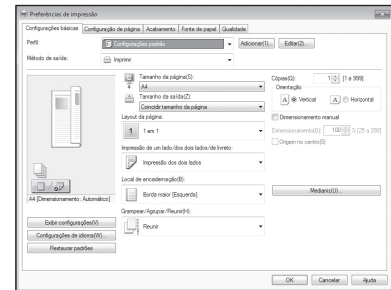 Preferências de impressão
Configurações básicas Configuração de página Acabamento Fonte de papel Qualidade
Perfil: Configurações padrão Adicionar(1)... Editar(2)...
Método de saída: Imprimir
Tamanho da página(S):
A4
Tamanho da saída(Z):
Coincidir tamanho da página
Layout da página:
1 1 em 1
Impressão de um lado/dos dois lados/de livreto:
Impressão dos dois lados
Local de encadernação(B):
Borda maior [Esquerda]
Grampear/Agrupar/Reunir(H):
Reunir
Cópias(Q): 1 [1 a 999]
Orientação
A Vertical A Horizontal
Dimensionamento manual
Dimensionamento(G): 100 % [25 a 200]
Origem no centro(5)
Medianiz(U)...
A4 [Dimensionamento: Automático]
Exibir configurações(V)
Configurações de idioma(W)...
Restaurar padrões
OK Cancelar Ajuda